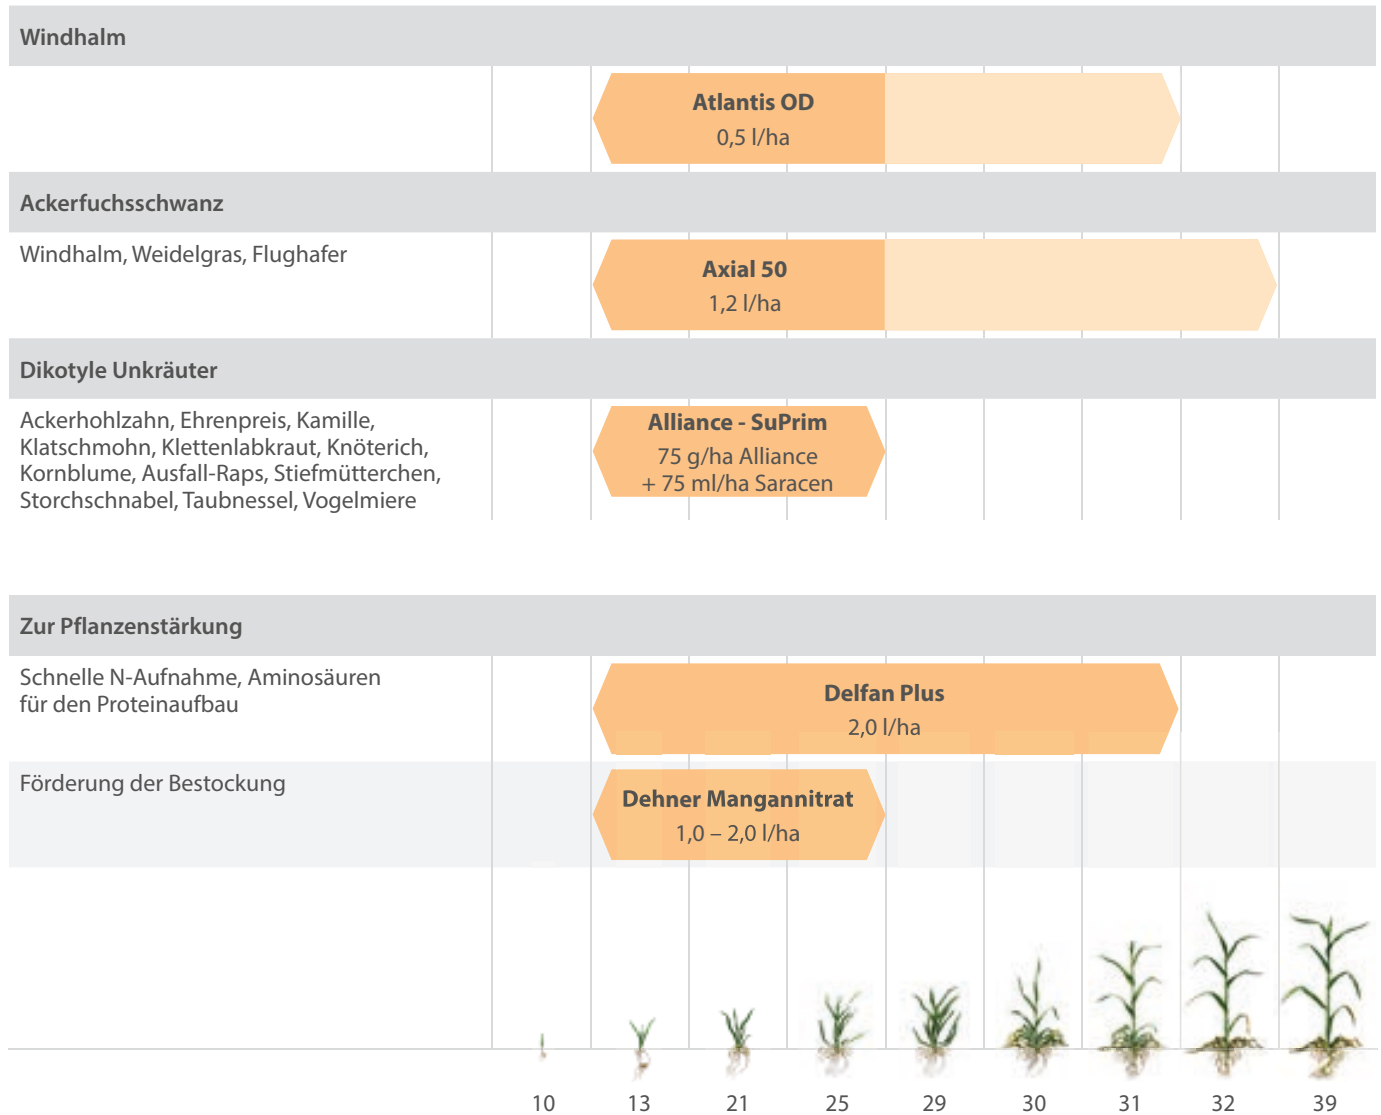 Windhalm
Atlantis OD
0,5 l/ha
Ackerfuchsschwanz
Windhalm, Weidelgras, Flughafer
Axial 50
1,2 l/ha
Dikotyle Unkräuter
Ackerhohlzahn, Ehrenpreis, Kamille,
Klatschmohn, Klettenlabkraut, Knöterich,
Kornblume, Ausfall-Raps, Stiefmütterchen,
Storchschnabel, Taubnessel, Vogelmiere
Alliance - SuPrim
75 g/ha Alliance
+ 75 ml/ha Saracen
Zur Pflanzenstärkung
Schnelle N-Aufnahme, Aminosäuren
für den Proteinaufbau
Delfan Plus
2,0 l/ha
Förderung der Bestockung
Dehner Mangannitrat
1,0 – 2,0 l/ha
10 13 21 25 29 30 31 32 39